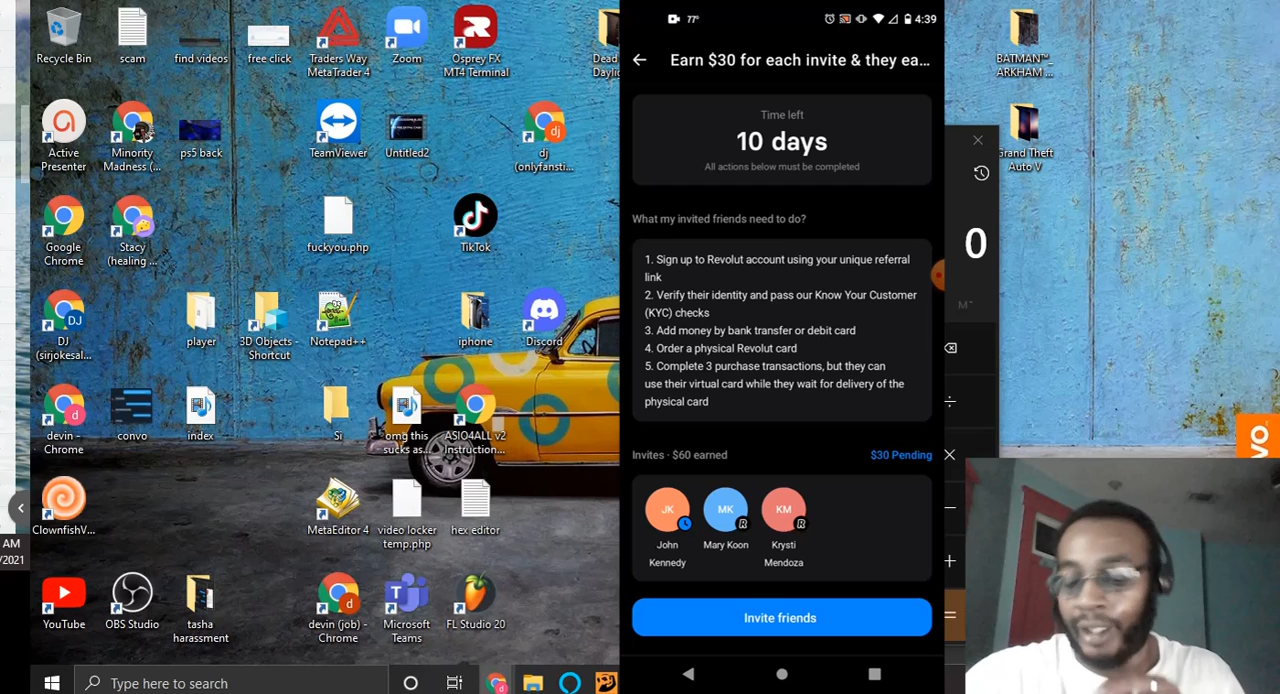 Recycle Bin
scam
find videos
free click
Traders Way
MetaTrader 4
Zoom
Osprey FX
MT4 Terminal
Dead
Daylig
Active
Presenter
Minority
Madness (...
ps5 back
TeamViewer
Untitled2
dj
(onlyfansti...
Google
Chrome
Stacy
(healing ...
fuckyou.php
TikTok
DJ
(sirjokesal...
player
3D Objects -
Shortcut
Notepad++
iphone
Discord
devin -
Chrome
convo
index
Si
omg this
sucks as...
ASIO4ALL v2
Instruction...
ClownfishV...
MetaEditor 4
video locker
temp.php
hex editor
AM
/2021
YouTube
OBS Studio
tasha
harassment
devin (job) -
Chrome
Microsoft
Teams
FL Studio 20
Type here to search
77°
4:39
Earn $30 for each invite & they ea...
Time left
10 days
All actions below must be completed
What my invited friends need to do?
1. Sign up to Revolut account using your unique referral
link
2. Verify their identity and pass our Know Your Customer
(KYC) checks
3. Add money by bank transfer or debit card
4. Order a physical Revolut card
5. Complete 3 purchase transactions, but they can
use their virtual card while they wait for delivery of the
physical card
Invites · $60 earned
$30 Pending
JK
MK
KM
John
Kennedy
Mary Koon
Krysti
Mendoza
Invite friends
BATMAN™_
ARKHAM ...
Grand Theft
Auto V
0